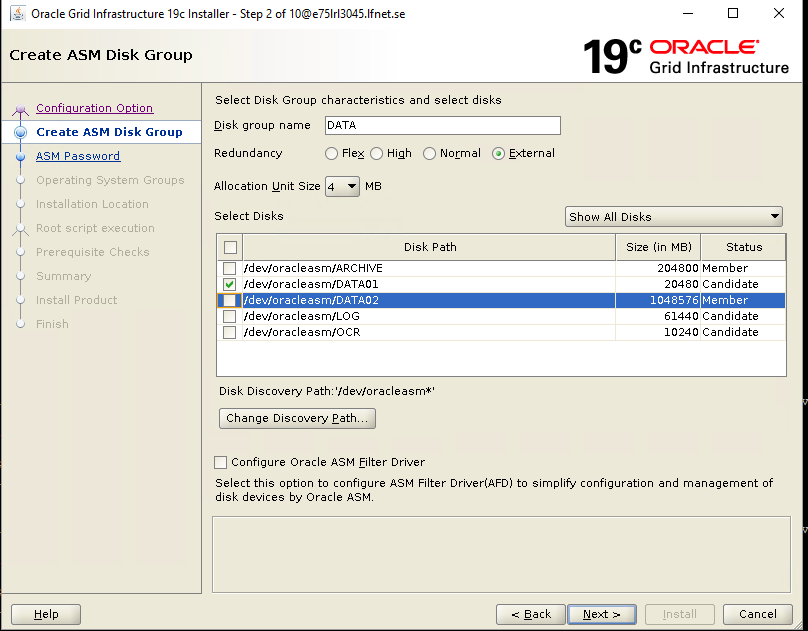 Oracle Grid Infrastructure 19c Installer - Step 2 of 10@e75lrl3045.lfnet.se
Create ASM Disk Group
19c ORACLE
Grid Infrastructure
Configuration Option
Create ASM Disk Group
ASM Password
Operating System Groups
Installation Location
Root script execution
Prerequisite Checks
Summary
Install Product
Finish
Select Disk Group characteristics and select disks
Disk group name DATA
Redundancy Flex High Normal External
Allocation Unit Size 4 MB
Select Disks Show All Disks
Disk Path Size (in MB) Status
/dev/oracleasm/ARCHIVE 204800 Member
/dev/oracleasm/DATA01 20480 Candidate
/dev/oracleasm/DATA02 1048576 Member
/dev/oracleasm/LOG 61440 Candidate
/dev/oracleasm/OCR 10240 Candidate
Disk Discovery Path:'/dev/oracleasm*'
Change Discovery Path...
Configure Oracle ASM Filter Driver
Select this option to configure ASM Filter Driver(AFD) to simplify configuration and management of
disk devices by Oracle ASM.
Help < Back Next > Install Cancel